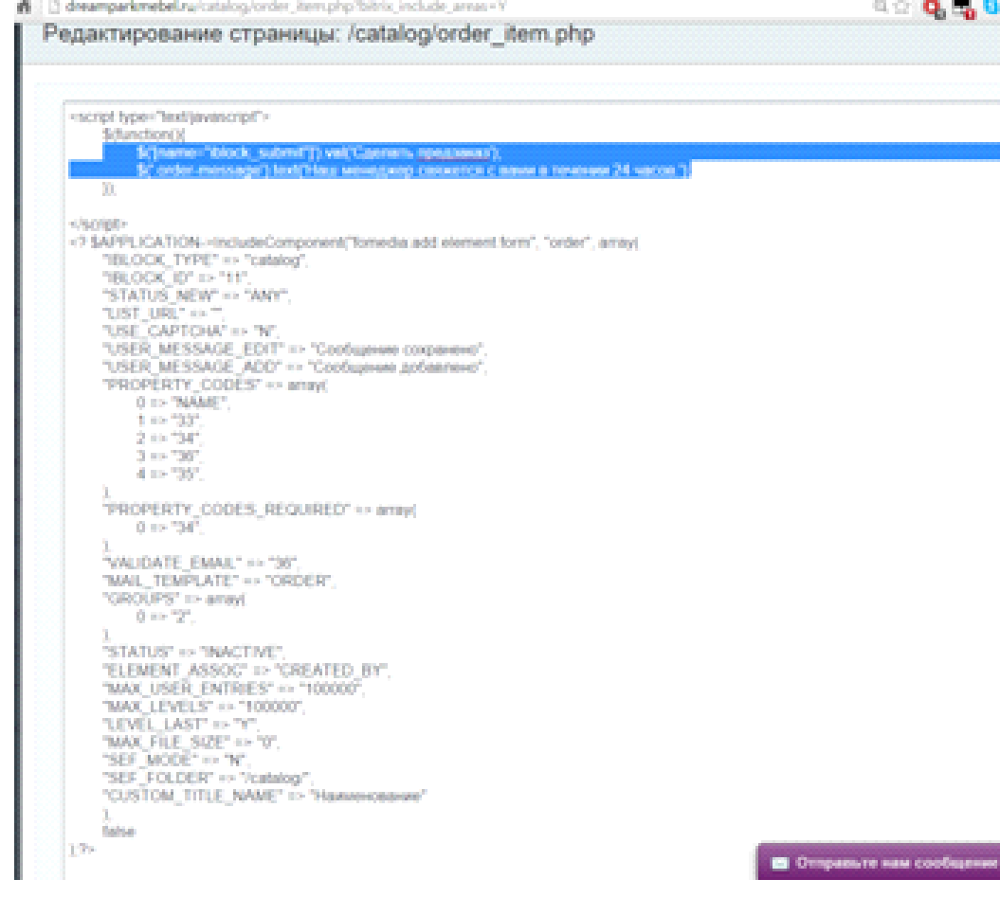 dreamparkmebel.ru/catalog/order_item.php?bitrix_include_areas=Y
Редактирование страницы: /catalog/order_item.php
<script type="text/javascript">
$(function(){
$('[name="iblock_submit"]').val('Сделать предзаказ');
$('.order-message').text('Наш менеджер свяжется с вами в течении 24 часов.');
});
</script>
<? $APPLICATION->IncludeComponent("fomedia:add.element.form", "order", array(
"IBLOCK_TYPE" => "catalog",
"IBLOCK_ID" => "11",
"STATUS_NEW" => "ANY",
"LIST_URL" => "",
"USE_CAPTCHA" => "N",
"USER_MESSAGE_EDIT" => "Сообщение сохранено",
"USER_MESSAGE_ADD" => "Сообщение добавлено",
"PROPERTY_CODES" => array(
0 => "NAME",
1 => "33",
2 => "34",
3 => "36",
4 => "35",
),
"PROPERTY_CODES_REQUIRED" => array(
0 => "34",
),
"VALIDATE_EMAIL" => "36",
"MAIL_TEMPLATE" => "ORDER",
"GROUPS" => array(
0 => "2",
),
"STATUS" => "INACTIVE",
"ELEMENT_ASSOC" => "CREATED_BY",
"MAX_USER_ENTRIES" => "100000",
"MAX_LEVELS" => "100000",
"LEVEL_LAST" => "Y",
"MAX_FILE_SIZE" => "0",
"SEF_MODE" => "N",
"SEF_FOLDER" => "/catalog/",
"CUSTOM_TITLE_NAME" => "Наименование"
),
false
);?>
Отправьте нам сообщение